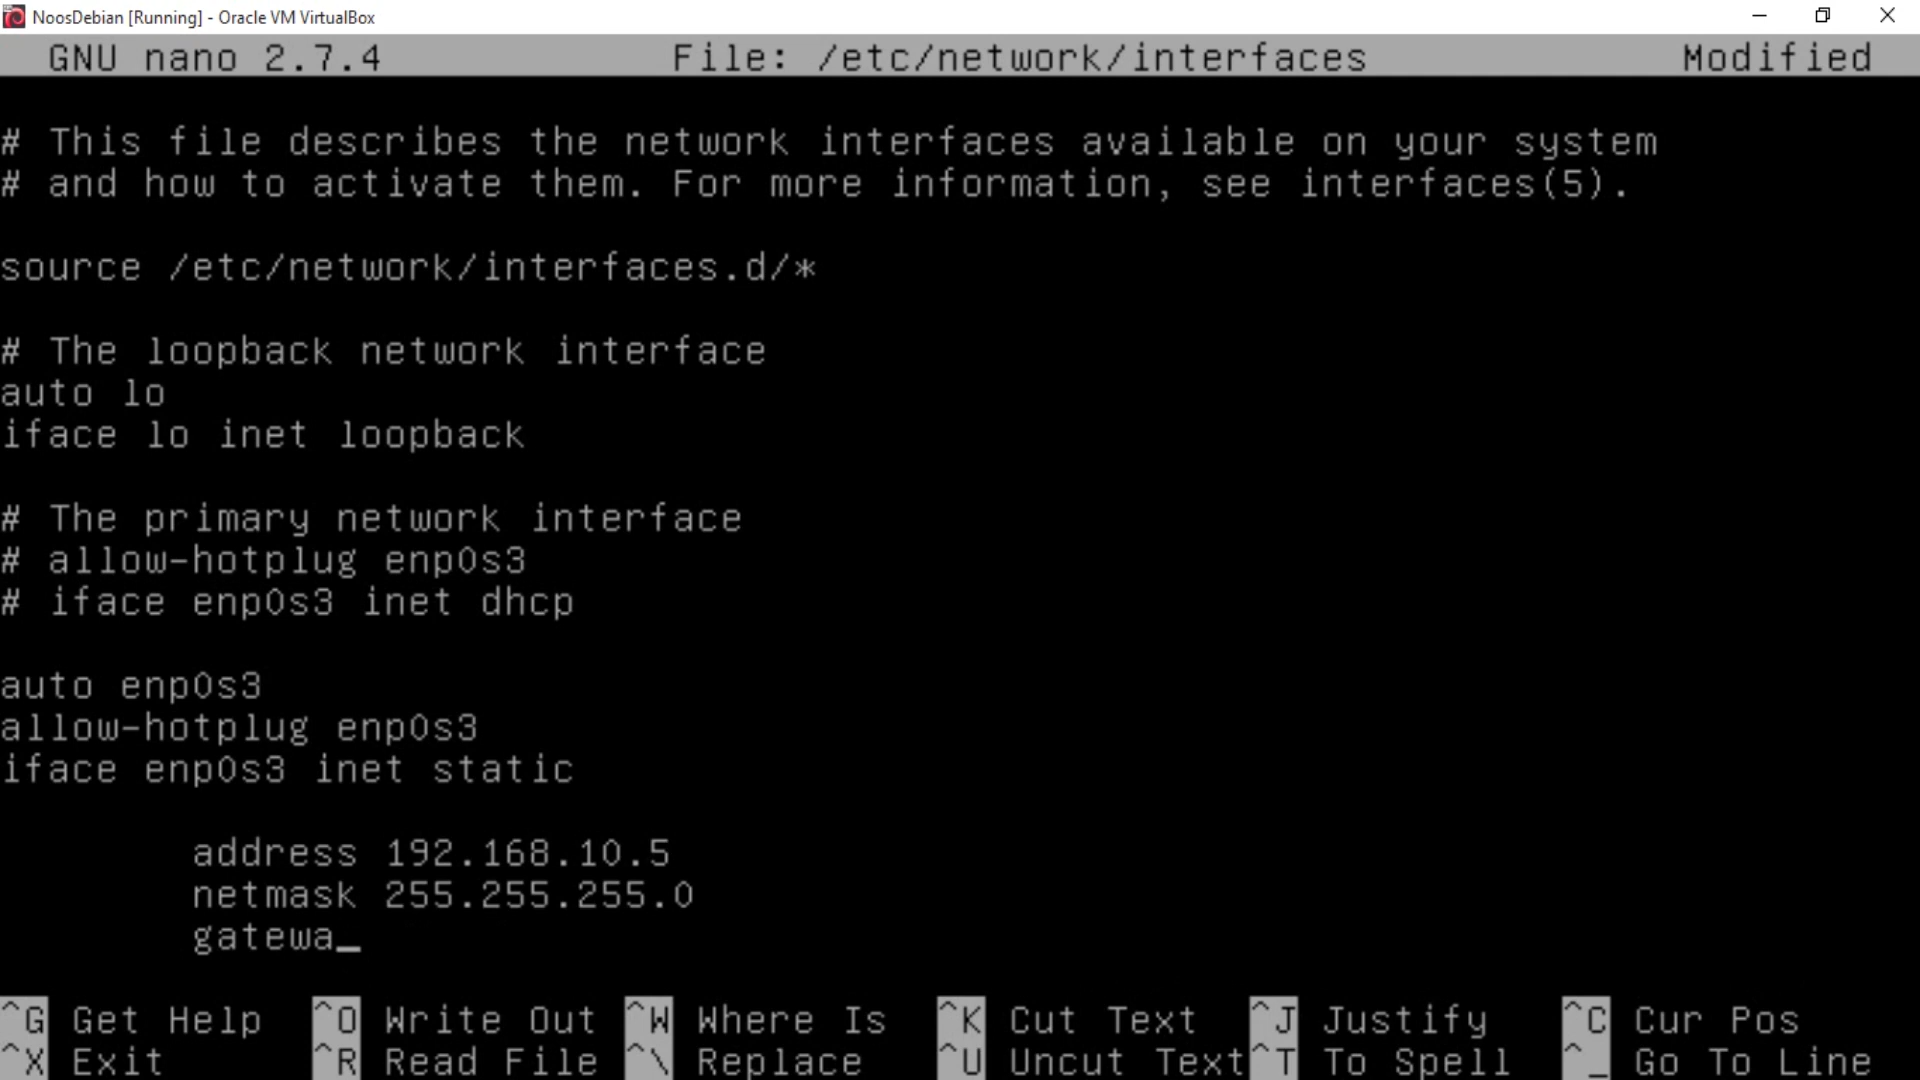 NoosDebian [Running] - Oracle VM VirtualBox
GNU nano 2.7.4 File: /etc/network/interfaces Modified
# This file describes the network interfaces available on your system
# and how to activate them. For more information, see interfaces(5).
source /etc/network/interfaces.d/*
# The loopback network interface
auto lo
iface lo inet loopback
# The primary network interface
# allow-hotplug enp0s3
# iface enp0s3 inet dhcp
auto enp0s3
allow-hotplug enp0s3
iface enp0s3 inet static
address 192.168.10.5
netmask 255.255.255.0
gatewa_
^G Get Help ^O Write Out ^W Where Is ^K Cut Text ^J Justify ^C Cur Pos
^X Exit ^R Read File ^\ Replace ^U Uncut Text ^T To Spell ^_ Go To Line